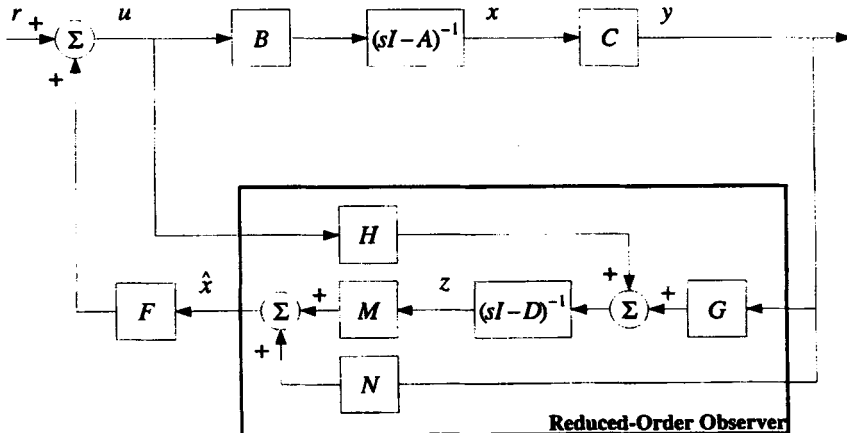 r + Σ u B (sI−A)⁻¹ x C y
+
H
x̂ z +
F Σ + M (sI−D)⁻¹ Σ + G
+ N
Reduced-Order Observer